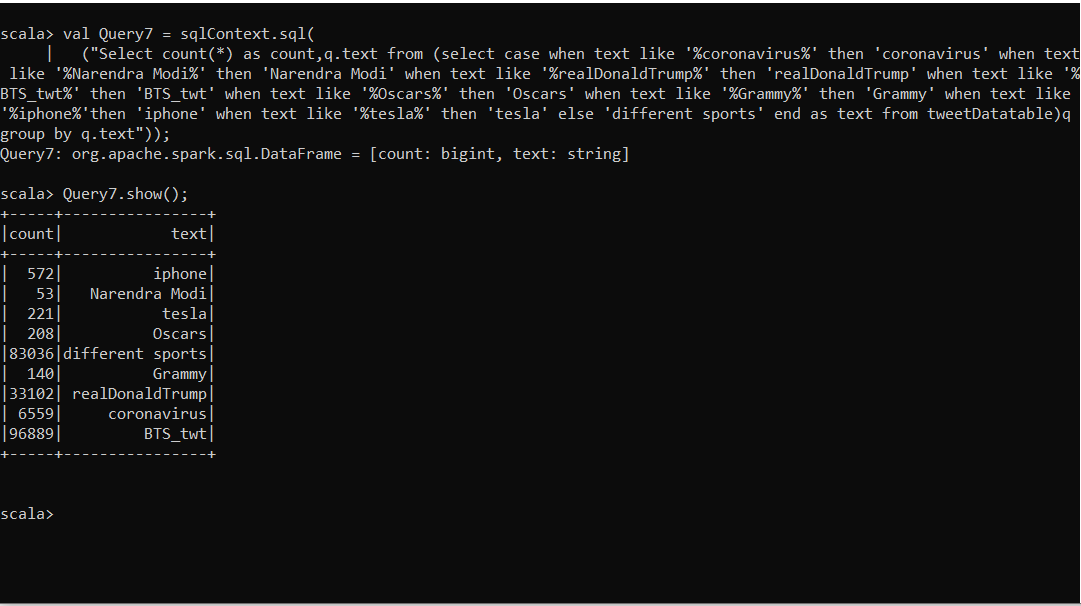 scala> val Query7 = sqlContext.sql(
     |   ("Select count(*) as count,q.text from (select case when text like '%coronavirus%' then 'coronavirus' when text
 like '%Narendra Modi%' then 'Narendra Modi' when text like '%realDonaldTrump%' then 'realDonaldTrump' when text like '%
BTS_twt%' then 'BTS_twt' when text like '%Oscars%' then 'Oscars' when text like '%Grammy%' then 'Grammy' when text like
'%iphone%'then 'iphone' when text like '%tesla%' then 'tesla' else 'different sports' end as text from tweetDatatable)q
group by q.text"));
Query7: org.apache.spark.sql.DataFrame = [count: bigint, text: string]

scala> Query7.show();
+-----+----------------+
|count|            text|
+-----+----------------+
|  572|          iphone|
|   53|   Narendra Modi|
|  221|           tesla|
|  208|          Oscars|
|83036|different sports|
|  140|          Grammy|
|33102| realDonaldTrump|
| 6559|     coronavirus|
|96889|         BTS_twt|
+-----+----------------+


scala>